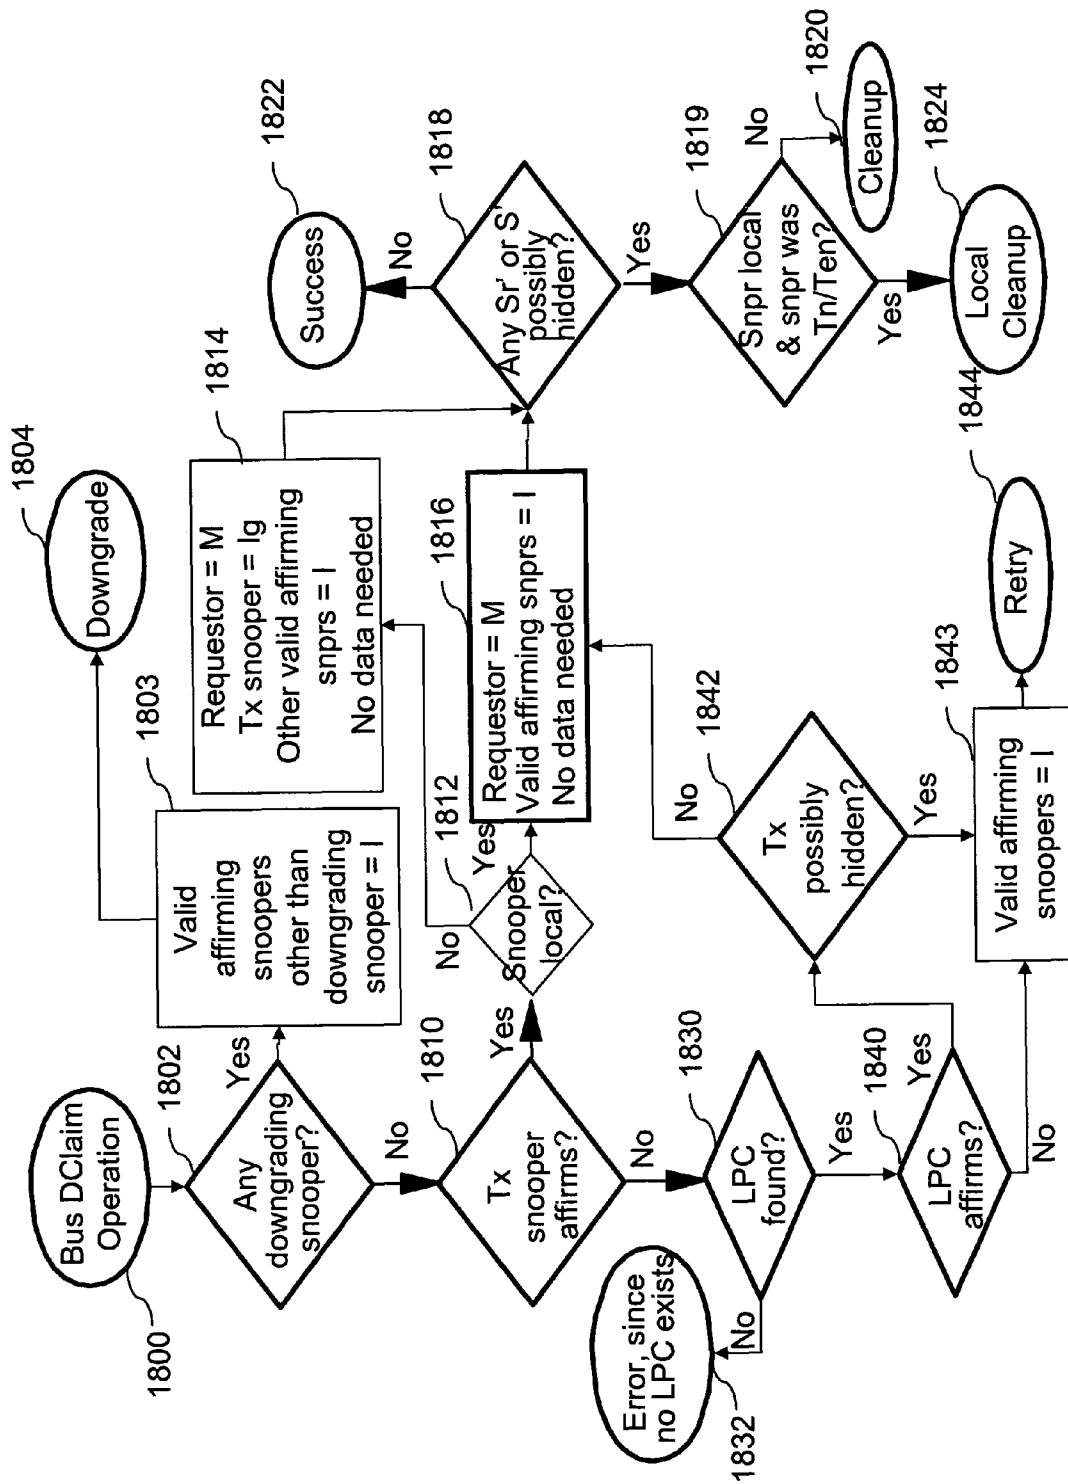 Bus DClaim
Operation
1800
1802
Any
downgrading
snooper?
Yes
No
1803
Valid
affirming
snoopers
other than
downgrading
snooper = I
1804
Downgrade
1810
Tx
snooper
affirms?
Yes
No
1812
Snooper
local?
No
Yes
1814
Requestor = M
Tx snooper = Ig
Other valid affirming
snprs = I
No data needed
1816
Requestor = M
Valid affirming snprs = I
No data needed
1818
Any Sr' or S'
possibly
hidden?
No
Yes
1822
Success
1819
Snpr local
& snpr was
Tn/Ten?
No
Yes
1820
Cleanup
1824
Local
Cleanup
1830
LPC
found?
No
Yes
Error, since
no LPC exists
1832
1840
LPC
affirms?
Yes
No
1842
Tx
possibly
hidden?
No
Yes
1843
Valid affirming
snoopers = I
1844
Retry